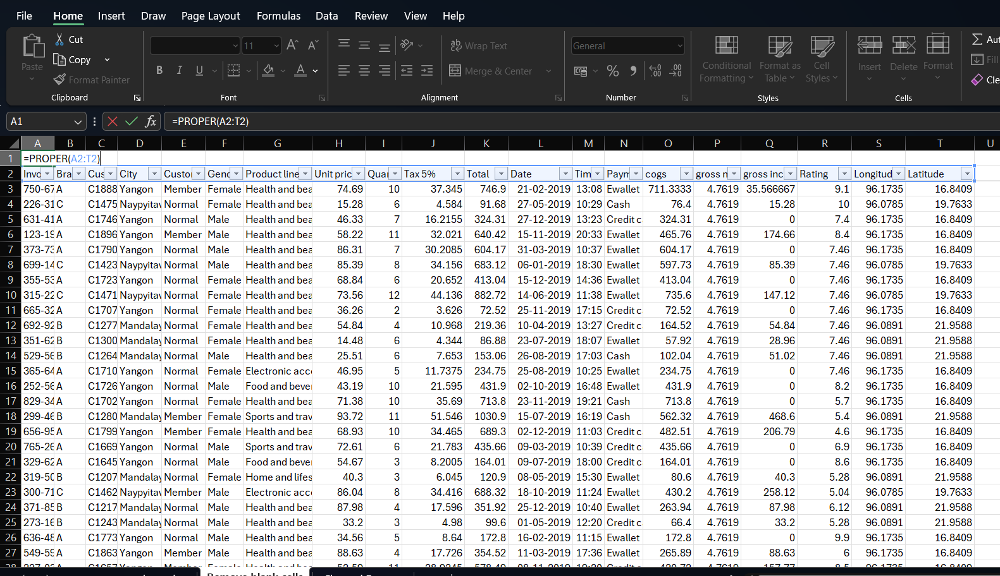 File Home Insert Draw Page Layout Formulas Data Review View Help
Paste Cut Copy Format Painter Clipboard
11 B I U A Font
Wrap Text Merge & Center Alignment
General % Number
Conditional Formatting Format as Table Cell Styles Styles
Insert Delete Format Cells
Aut
Fill
Cle
A1 fx =PROPER(A2:T2)
A B C D E F G H I J K L M N O P Q R S T U
1 =PROPER(A2:T2)
2 Invo Bra Cus City Custor Genc Product line Unit pric Quar Tax 5% Total Date Tim Paym cogs gross n gross inc Rating Longitud Latitude
3 750-67 A C1888 Yangon Member Female Health and bea 74.69 10 37.345 746.9 21-02-2019 13:08 Ewallet 711.3333 4.7619 35.566667 9.1 96.1735 16.8409
4 226-31 C C1475 Naypyitaw Normal Female Health and bea 15.28 6 4.584 91.68 27-05-2019 10:29 Cash 76.4 4.7619 15.28 10 96.0785 19.7633
5 631-41 A C1746 Yangon Normal Male Health and bea 46.33 7 16.2155 324.31 27-12-2019 13:23 Credit c 324.31 4.7619 0 7.4 96.1735 16.8409
6 123-19 A C1896 Yangon Member Male Health and bea 58.22 11 32.021 640.42 15-11-2019 20:33 Ewallet 465.76 4.7619 174.66 8.4 96.1735 16.8409
7 373-73 A C1790 Yangon Normal Male Health and bea 86.31 7 30.2085 604.17 31-03-2019 10:37 Ewallet 604.17 4.7619 0 7.46 96.1735 16.8409
8 699-14 C C1423 Naypyitaw Normal Male Health and bea 85.39 8 34.156 683.12 06-01-2019 18:30 Ewallet 597.73 4.7619 85.39 7.46 96.0785 19.7633
9 355-53 A C1723 Yangon Normal Female Health and bea 68.84 6 20.652 413.04 15-12-2019 14:36 Ewallet 413.04 4.7619 0 7.46 96.1735 16.8409
10 315-22 C C1471 Naypyitaw Normal Female Health and bea 73.56 12 44.136 882.72 14-06-2019 11:38 Ewallet 735.6 4.7619 147.12 7.46 96.0785 19.7633
11 665-32 A C1707 Yangon Normal Female Health and bea 36.26 2 3.626 72.52 25-11-2019 17:15 Credit c 72.52 4.7619 0 7.46 96.1735 16.8409
12 692-92 B C1277 Mandalay Normal Female Health and bea 54.84 4 10.968 219.36 10-04-2019 13:27 Credit c 164.52 4.7619 54.84 7.46 96.0891 21.9588
13 351-62 B C1300 Mandalay Normal Female Health and bea 14.48 6 4.344 86.88 23-07-2019 18:07 Ewallet 57.92 4.7619 28.96 7.46 96.0891 21.9588
14 529-56 B C1264 Mandalay Normal Male Health and bea 25.51 6 7.653 153.06 26-08-2019 17:03 Cash 102.04 4.7619 51.02 7.46 96.0891 21.9588
15 365-64 A C1710 Yangon Normal Female Electronic acc 46.95 5 11.7375 234.75 25-08-2019 10:25 Ewallet 234.75 4.7619 0 7.46 96.1735 16.8409
16 252-56 A C1726 Yangon Normal Male Food and bever 43.19 10 21.595 431.9 02-10-2019 16:48 Ewallet 431.9 4.7619 0 8.2 96.1735 16.8409
17 829-34 A C1702 Yangon Normal Female Health and bea 71.38 10 35.69 713.8 23-11-2019 19:21 Cash 713.8 4.7619 0 5.7 96.1735 16.8409
18 299-46 B C1280 Mandalay Member Female Sports and trav 93.72 11 51.546 1030.9 15-07-2019 16:19 Cash 562.32 4.7619 468.6 5.4 96.0891 21.9588
19 656-95 A C1799 Yangon Member Female Health and bea 68.93 10 34.465 689.3 02-12-2019 11:03 Credit c 482.51 4.7619 206.79 4.6 96.1735 16.8409
20 765-26 A C1669 Yangon Normal Male Sports and trav 72.61 6 21.783 435.66 09-03-2019 10:39 Credit c 435.66 4.7619 0 6.9 96.1735 16.8409
21 329-62 A C1645 Yangon Normal Male Food and bever 54.67 3 8.2005 164.01 09-07-2019 18:00 Credit c 164.01 4.7619 0 8.6 96.1735 16.8409
22 319-50 B C1207 Mandalay Normal Female Home and lifes 40.3 3 6.045 120.9 08-05-2019 15:30 Ewallet 80.6 4.7619 40.3 5.28 96.0891 21.9588
23 300-71 C C1462 Naypyitaw Member Male Electronic acc 86.04 8 34.416 688.32 18-10-2019 11:24 Ewallet 430.2 4.7619 258.12 5.04 96.0785 19.7633
24 371-85 B C1217 Mandalay Normal Male Health and bea 87.98 4 17.596 351.92 25-12-2019 10:40 Ewallet 263.94 4.7619 87.98 6.12 96.0891 21.9588
25 273-16 B C1243 Mandalay Normal Male Health and bea 33.2 3 4.98 99.6 01-05-2019 12:20 Credit c 66.4 4.7619 33.2 5.28 96.0891 21.9588
26 636-48 A C1773 Yangon Normal Male Health and bea 34.56 5 8.64 172.8 16-02-2019 11:15 Ewallet 172.8 4.7619 0 9.9 96.1735 16.8409
27 549-59 A C1863 Yangon Member Male Health and bea 88.63 4 17.726 354.52 11-03-2019 17:36 Ewallet 265.89 4.7619 88.63 6 96.1735 16.8409